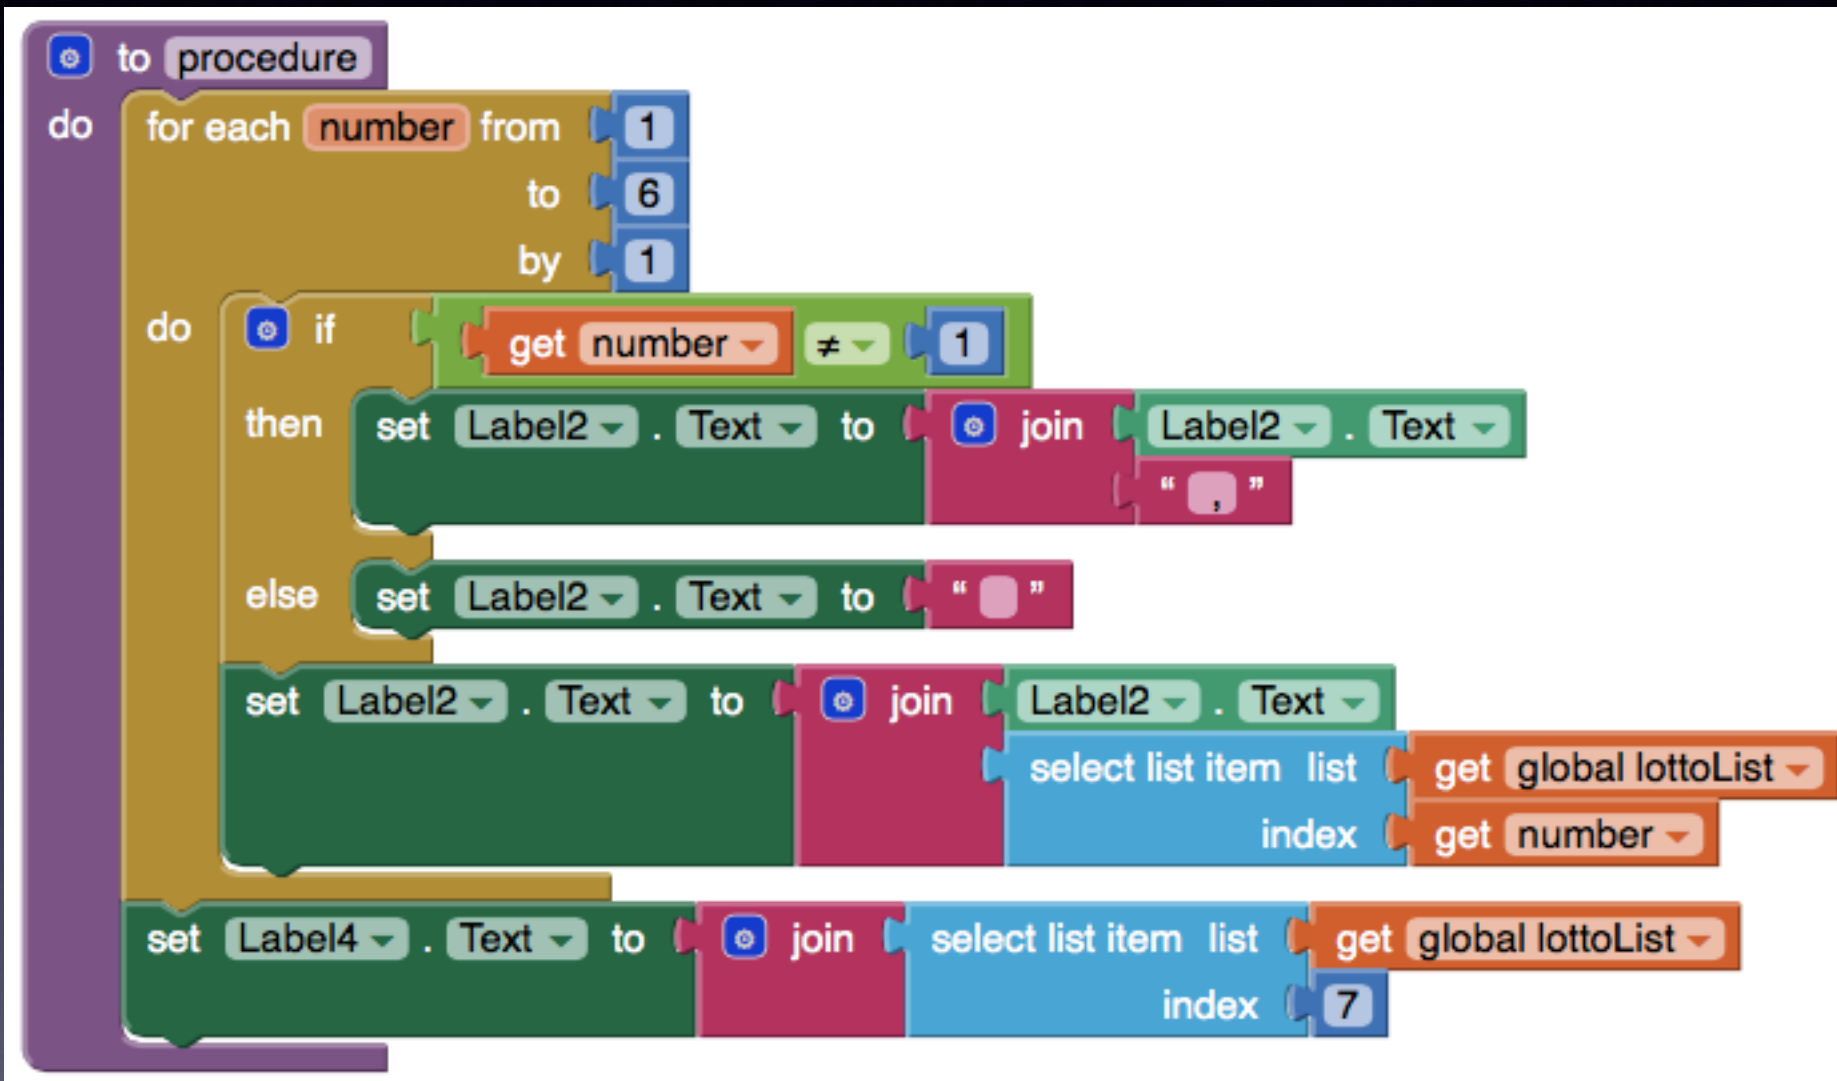 to procedure
do for each number from 1
to 6
by 1
do if get number ≠ 1
then set Label2 . Text to join Label2 . Text
“ , ”
else set Label2 . Text to “ ”
set Label2 . Text to join Label2 . Text
select list item list get global lottoList
index get number
set Label4 . Text to join select list item list get global lottoList
index 7